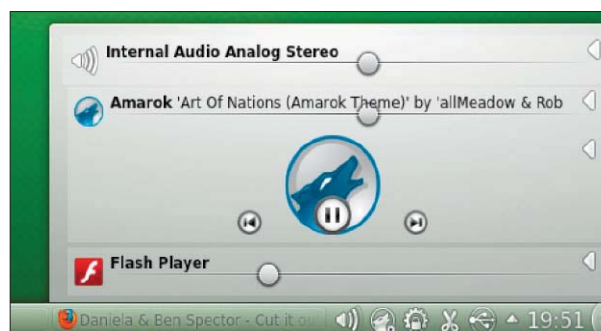 Internal Audio Analog Stereo
Amarok 'Art Of Nations (Amarok Theme)' by 'allMeadow & Rob
Flash Player
Daniela & Ben Spector - Cut it
19:51